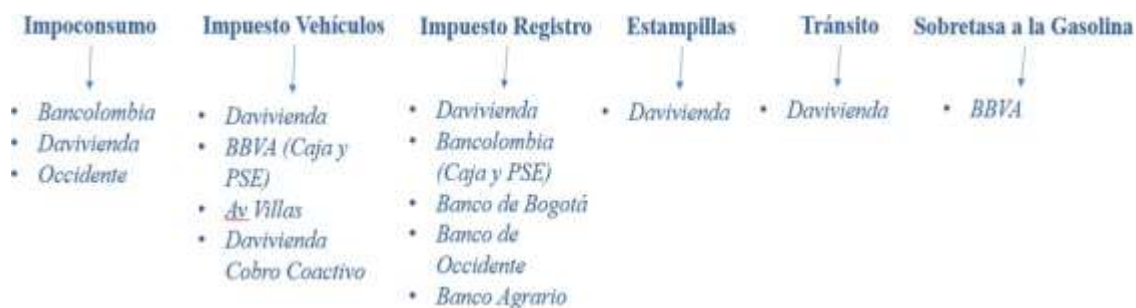 Impoconsumo
• Bancolombia
• Davivienda
• Occidente
Impuesto Vehículos
• Davivienda
• BBVA (Caja y
PSE)
• Av Villas
• Davivienda
Cobro Coactivo
Impuesto Registro
• Davivienda
• Bancolombia
(Caja y PSE)
• Banco de Bogotá
• Banco de
Occidente
• Banco Agrario
Estampillas
• Davivienda
Tránsito
• Davivienda
Sobretasa a la Gasolina
• BBVA